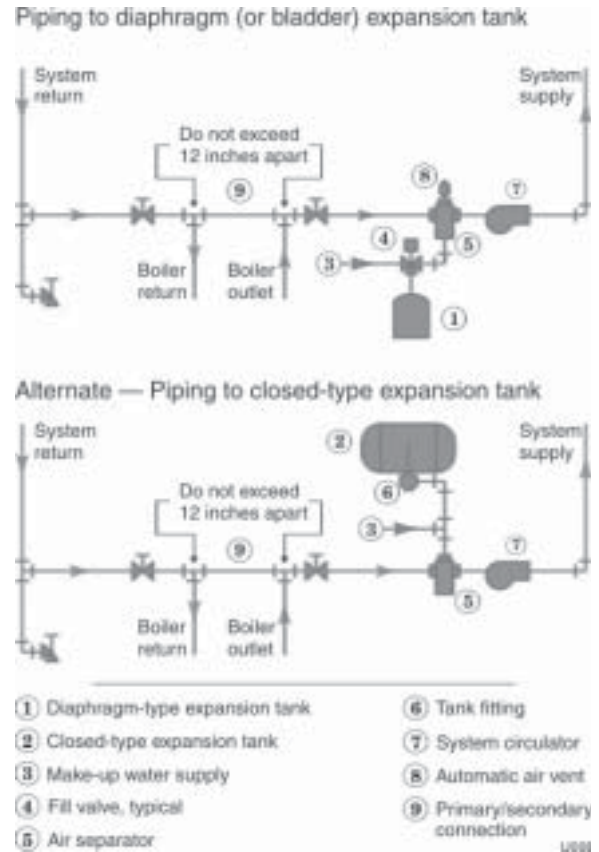 Piping to diaphragm (or bladder) expansion tank
System
return
System
supply
Do not exceed
12 inches apart
9
8
7
4
3
5
Boiler
return
Boiler
outlet
1
Alternate — Piping to closed-type expansion tank
System
return
System
supply
2
Do not exceed
12 inches apart
6
3
9
7
5
Boiler
return
Boiler
outlet
1 Diaphragm-type expansion tank
2 Closed-type expansion tank
3 Make-up water supply
4 Fill valve, typical
5 Air separator
6 Tank fitting
7 System circulator
8 Automatic air vent
9 Primary/secondary
connection